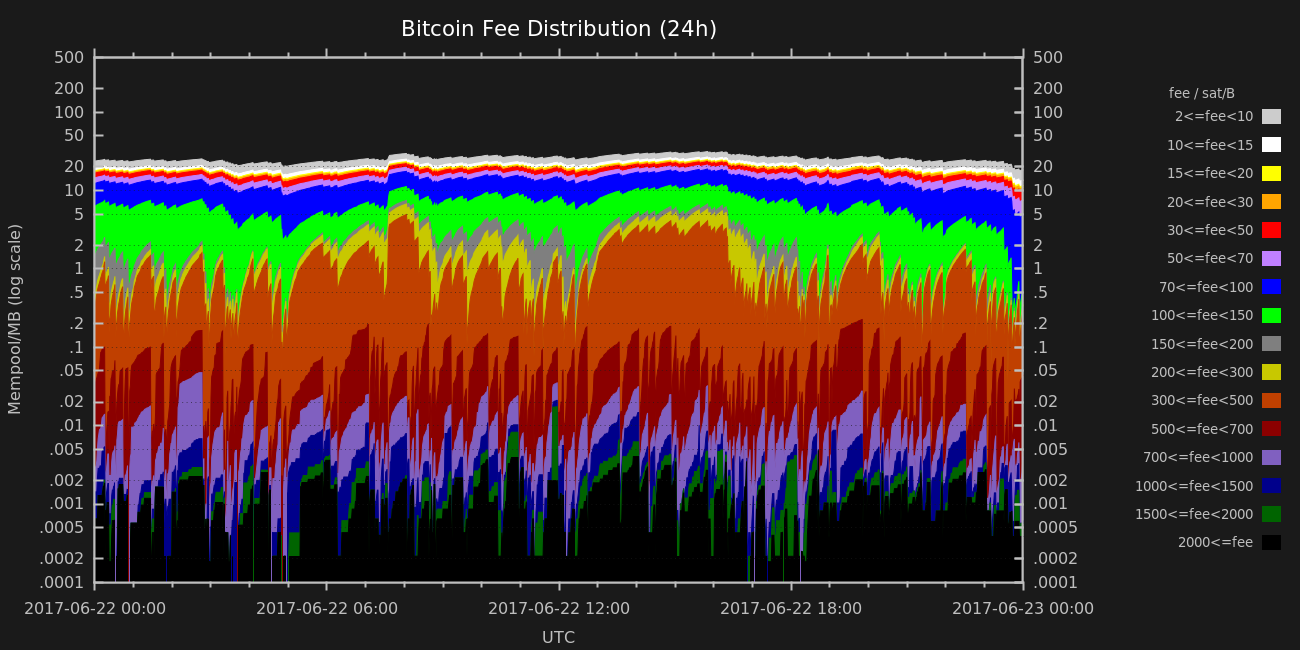 Bitcoin Fee Distribution (24h)
500
200
100
50
20
10
5
2
1
.5
.2
.1
.05
.02
.01
.005
.002
.001
.0005
.0002
.0001
Mempool/MB (log scale)
500
200
100
50
20
10
5
2
1
.5
.2
.1
.05
.02
.01
.005
.002
.001
.0005
.0002
.0001
2017-06-22 00:00 2017-06-22 06:00 2017-06-22 12:00 2017-06-22 18:00 2017-06-23 00:00
UTC
fee / sat/B
2<=fee<10
10<=fee<15
15<=fee<20
20<=fee<30
30<=fee<50
50<=fee<70
70<=fee<100
100<=fee<150
150<=fee<200
200<=fee<300
300<=fee<500
500<=fee<700
700<=fee<1000
1000<=fee<1500
1500<=fee<2000
2000<=fee